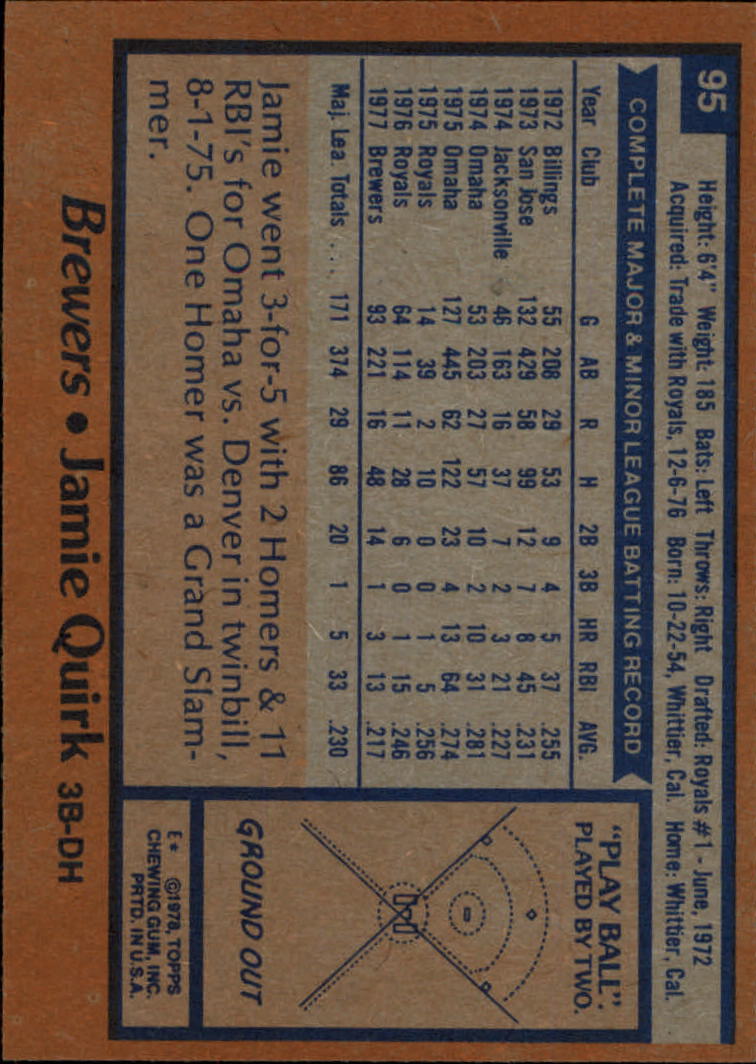 95
Height: 6'4" Weight: 185 Bats: Left Throws: Right Drafted: Royals #1 - June, 1972
Acquired: Trade with Royals, 12-6-76 Born: 10-22-54, Whittier, Cal. Home: Whittier, Cal.
COMPLETE MAJOR & MINOR LEAGUE BATTING RECORD
Year Club G AB R H 2B 3B HR RBI AVG.
1972 Billings 55 208 29 53 9 4 5 37 .255
1973 San Jose 132 429 58 99 12 7 8 45 .231
1974 Jacksonville 46 163 16 37 7 2 3 21 .227
1974 Omaha 53 203 27 57 10 2 10 31 .281
1975 Omaha 127 445 62 122 23 4 13 64 .274
1975 Royals 14 39 2 10 0 0 1 5 .256
1976 Royals 64 114 11 28 6 0 1 15 .246
1977 Brewers 93 221 16 48 14 1 3 13 .217
Maj. Lea. Totals ... 171 374 29 86 20 1 5 33 .230
Jamie went 3-for-5 with 2 Homers & 11
RBI's for Omaha vs. Denver in twinbill,
8-1-75. One Homer was a Grand Slam-
mer.
"PLAY BALL"
PLAYED BY TWO.
GROUND OUT
E* ©1978, TOPPS
CHEWING GUM, INC.
PRTD. IN U.S.A.
Brewers • Jamie Quirk 3B-DH